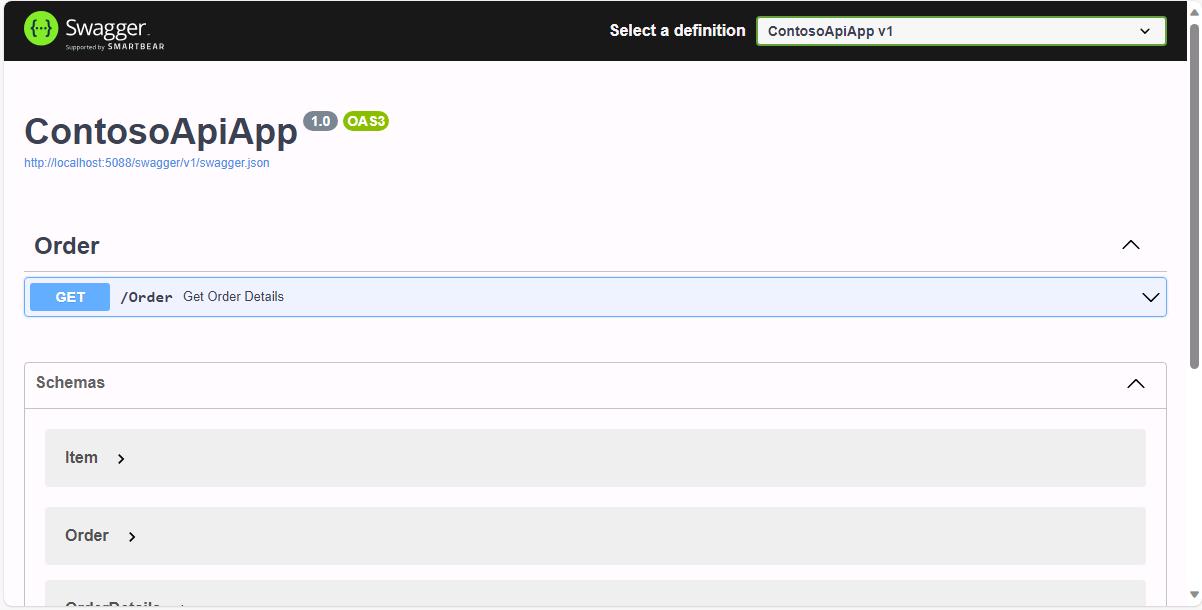 {··} Swagger.
Supported by SMARTBEAR
Select a definition
ContosoApiApp v1
ContosoApiApp 1.0 OAS3
http://localhost:5088/swagger/v1/swagger.json
Order
GET /Order Get Order Details
Schemas
Item
Order
OrderDetails